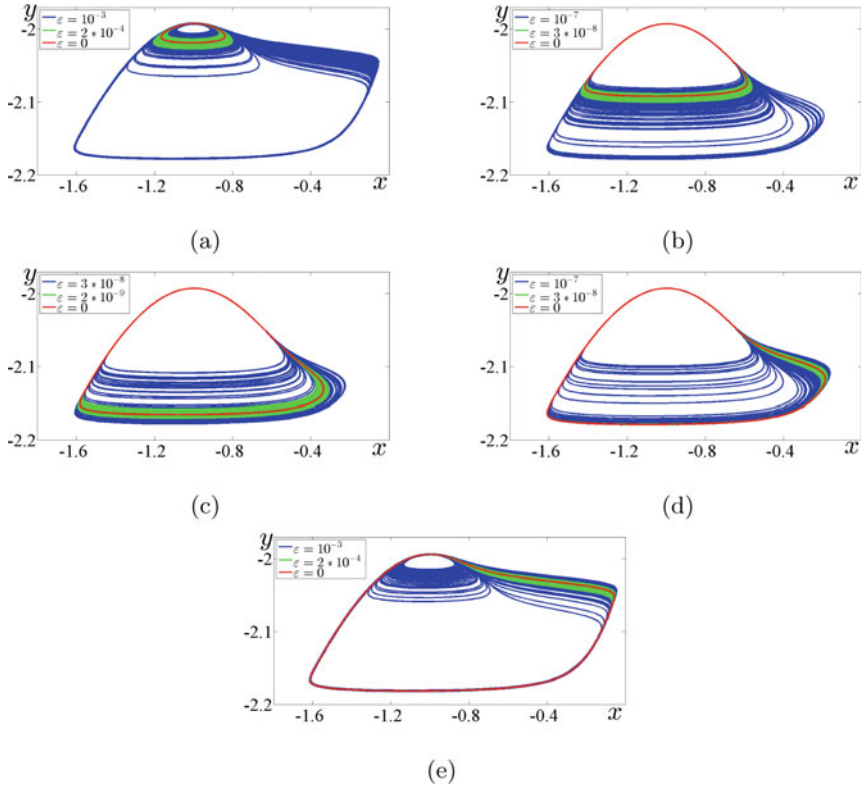 y
ε = 10⁻³
ε = 2 * 10⁻⁴
ε = 0
-2
-2.1
-2.2
-1.6 -1.2 -0.8 -0.4 x
(a)
y
ε = 10⁻⁷
ε = 3 * 10⁻⁸
ε = 0
-2
-2.1
-2.2
-1.6 -1.2 -0.8 -0.4 x
(b)
y
ε = 3 * 10⁻⁸
ε = 2 * 10⁻⁹
ε = 0
-2
-2.1
-2.2
-1.6 -1.2 -0.8 -0.4 x
(c)
y
ε = 10⁻⁷
ε = 3 * 10⁻⁸
ε = 0
-2
-2.1
-2.2
-1.6 -1.2 -0.8 -0.4 x
(d)
y
ε = 10⁻³
ε = 2 * 10⁻⁴
ε = 0
-2
-2.1
-2.2
-1.6 -1.2 -0.8 -0.4 x
(e)